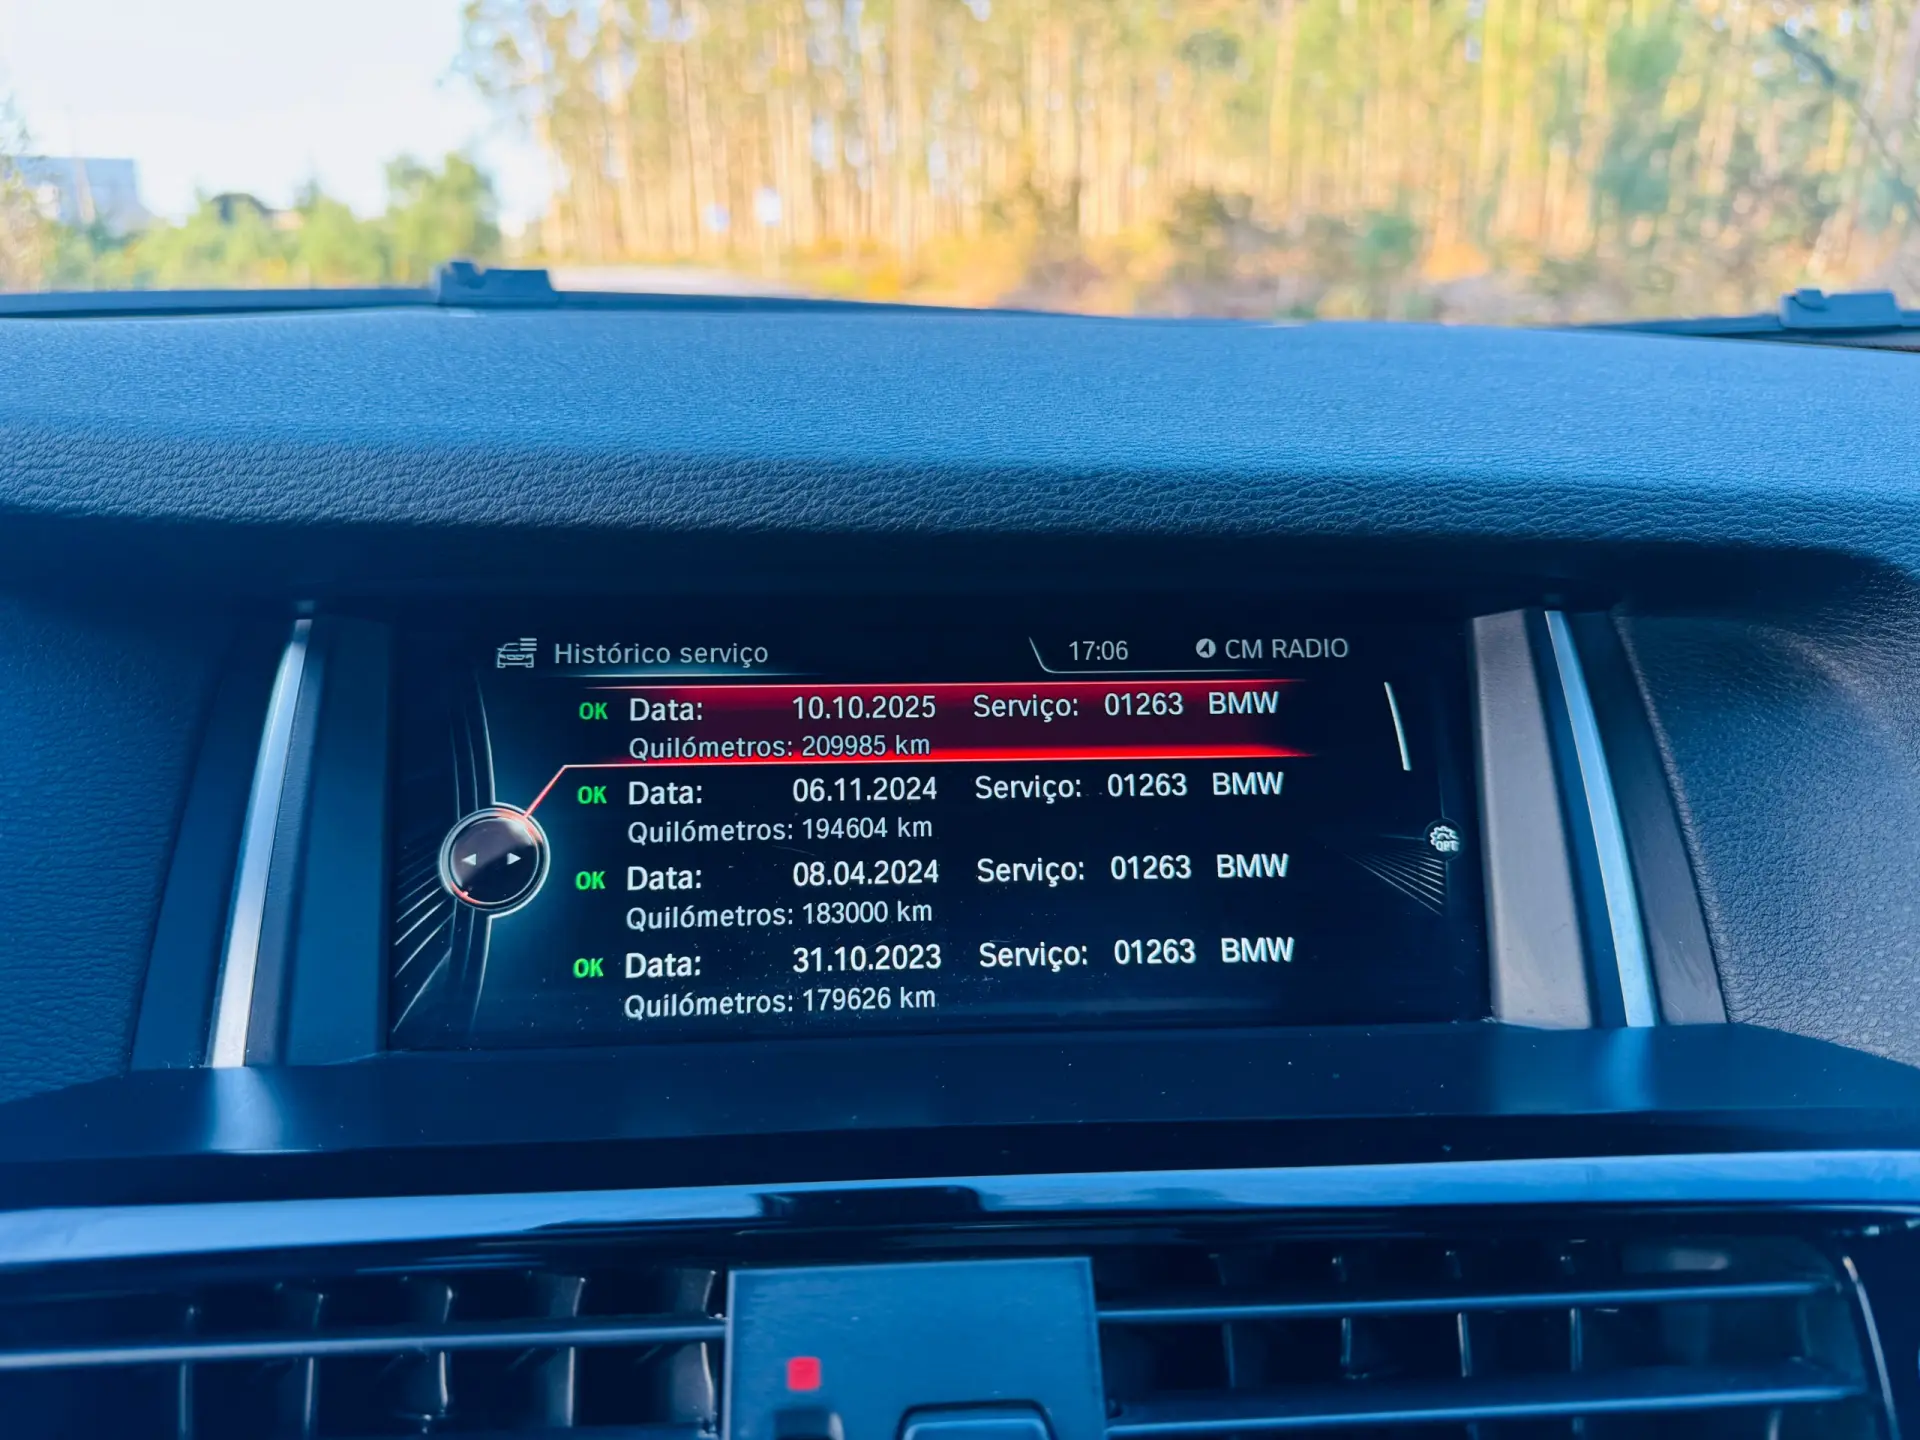 Histórico serviço 17:06 CM RADIO
OK Data: 10.10.2025 Serviço: 01263 BMW
Quilómetros: 209985 km
OK Data: 06.11.2024 Serviço: 01263 BMW
Quilómetros: 194604 km
OK Data: 08.04.2024 Serviço: 01263 BMW
Quilómetros: 183000 km
OPT
OK Data: 31.10.2023 Serviço: 01263 BMW
Quilómetros: 179626 km